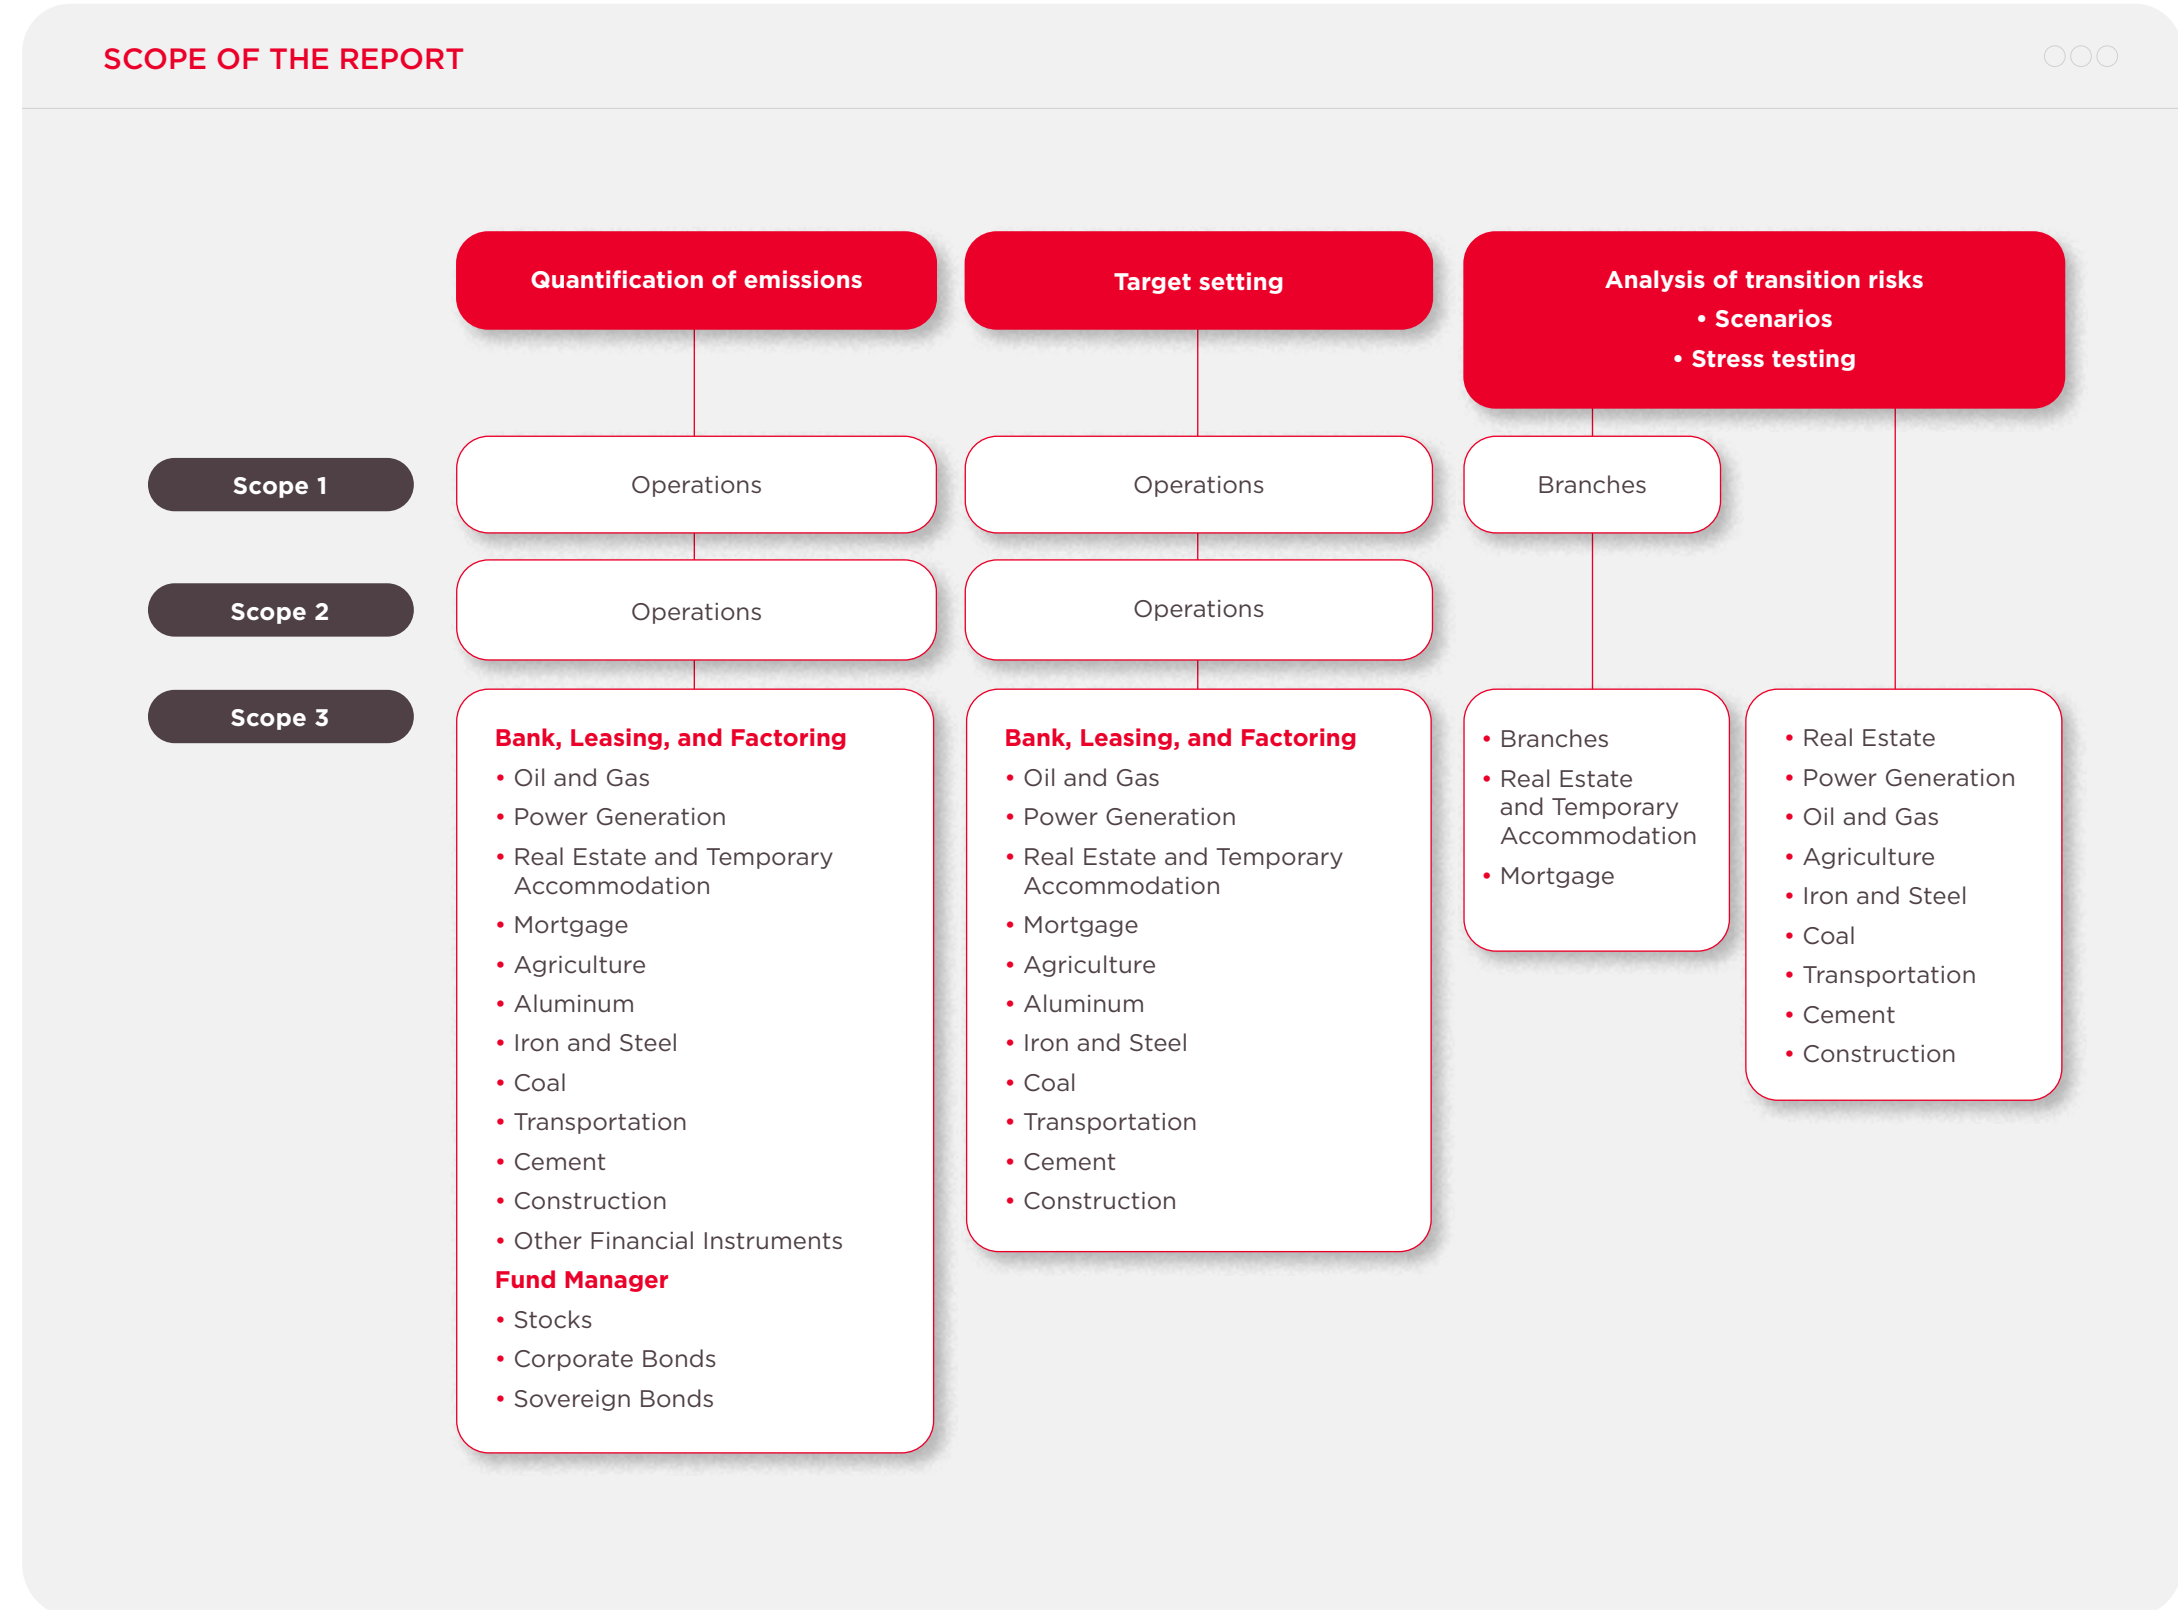 SCOPE OF THE REPORT
Quantification of emissions
Target setting
Analysis of transition risks
• Scenarios
• Stress testing
Scope 1
Operations
Operations
Branches
Scope 2
Operations
Operations
Scope 3
Bank, Leasing, and Factoring
• Oil and Gas
• Power Generation
• Real Estate and Temporary
Accommodation
• Mortgage
• Agriculture
• Aluminum
• Iron and Steel
• Coal
• Transportation
• Cement
• Construction
• Other Financial Instruments
Fund Manager
• Stocks
• Corporate Bonds
• Sovereign Bonds
Bank, Leasing, and Factoring
• Oil and Gas
• Power Generation
• Real Estate and Temporary
Accommodation
• Mortgage
• Agriculture
• Aluminum
• Iron and Steel
• Coal
• Transportation
• Cement
• Construction
• Branches
• Real Estate
and Temporary
Accommodation
• Mortgage
• Real Estate
• Power Generation
• Oil and Gas
• Agriculture
• Iron and Steel
• Coal
• Transportation
• Cement
• Construction